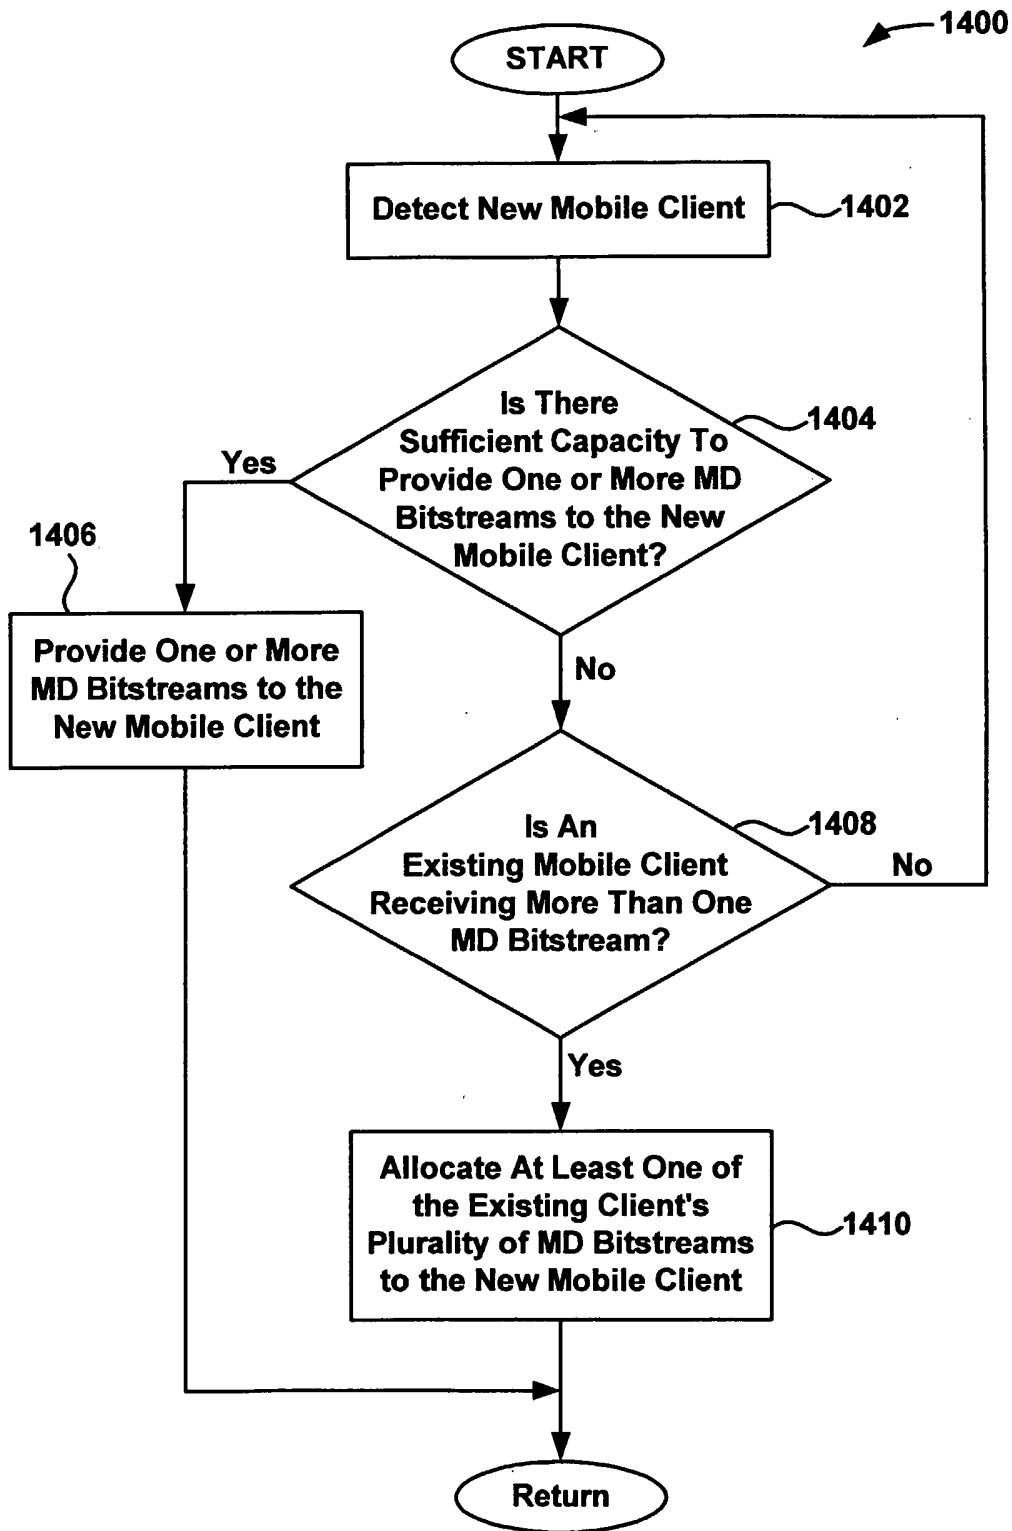 1400
START
Detect New Mobile Client
1402
Is There
Sufficient Capacity To
Provide One or More MD
Bitstreams to the New
Mobile Client?
1404
Yes
1406
Provide One or More
MD Bitstreams to the
New Mobile Client
No
Is An
Existing Mobile Client
Receiving More Than One
MD Bitstream?
1408
No
Yes
Allocate At Least One of
the Existing Client's
Plurality of MD Bitstreams
to the New Mobile Client
1410
Return